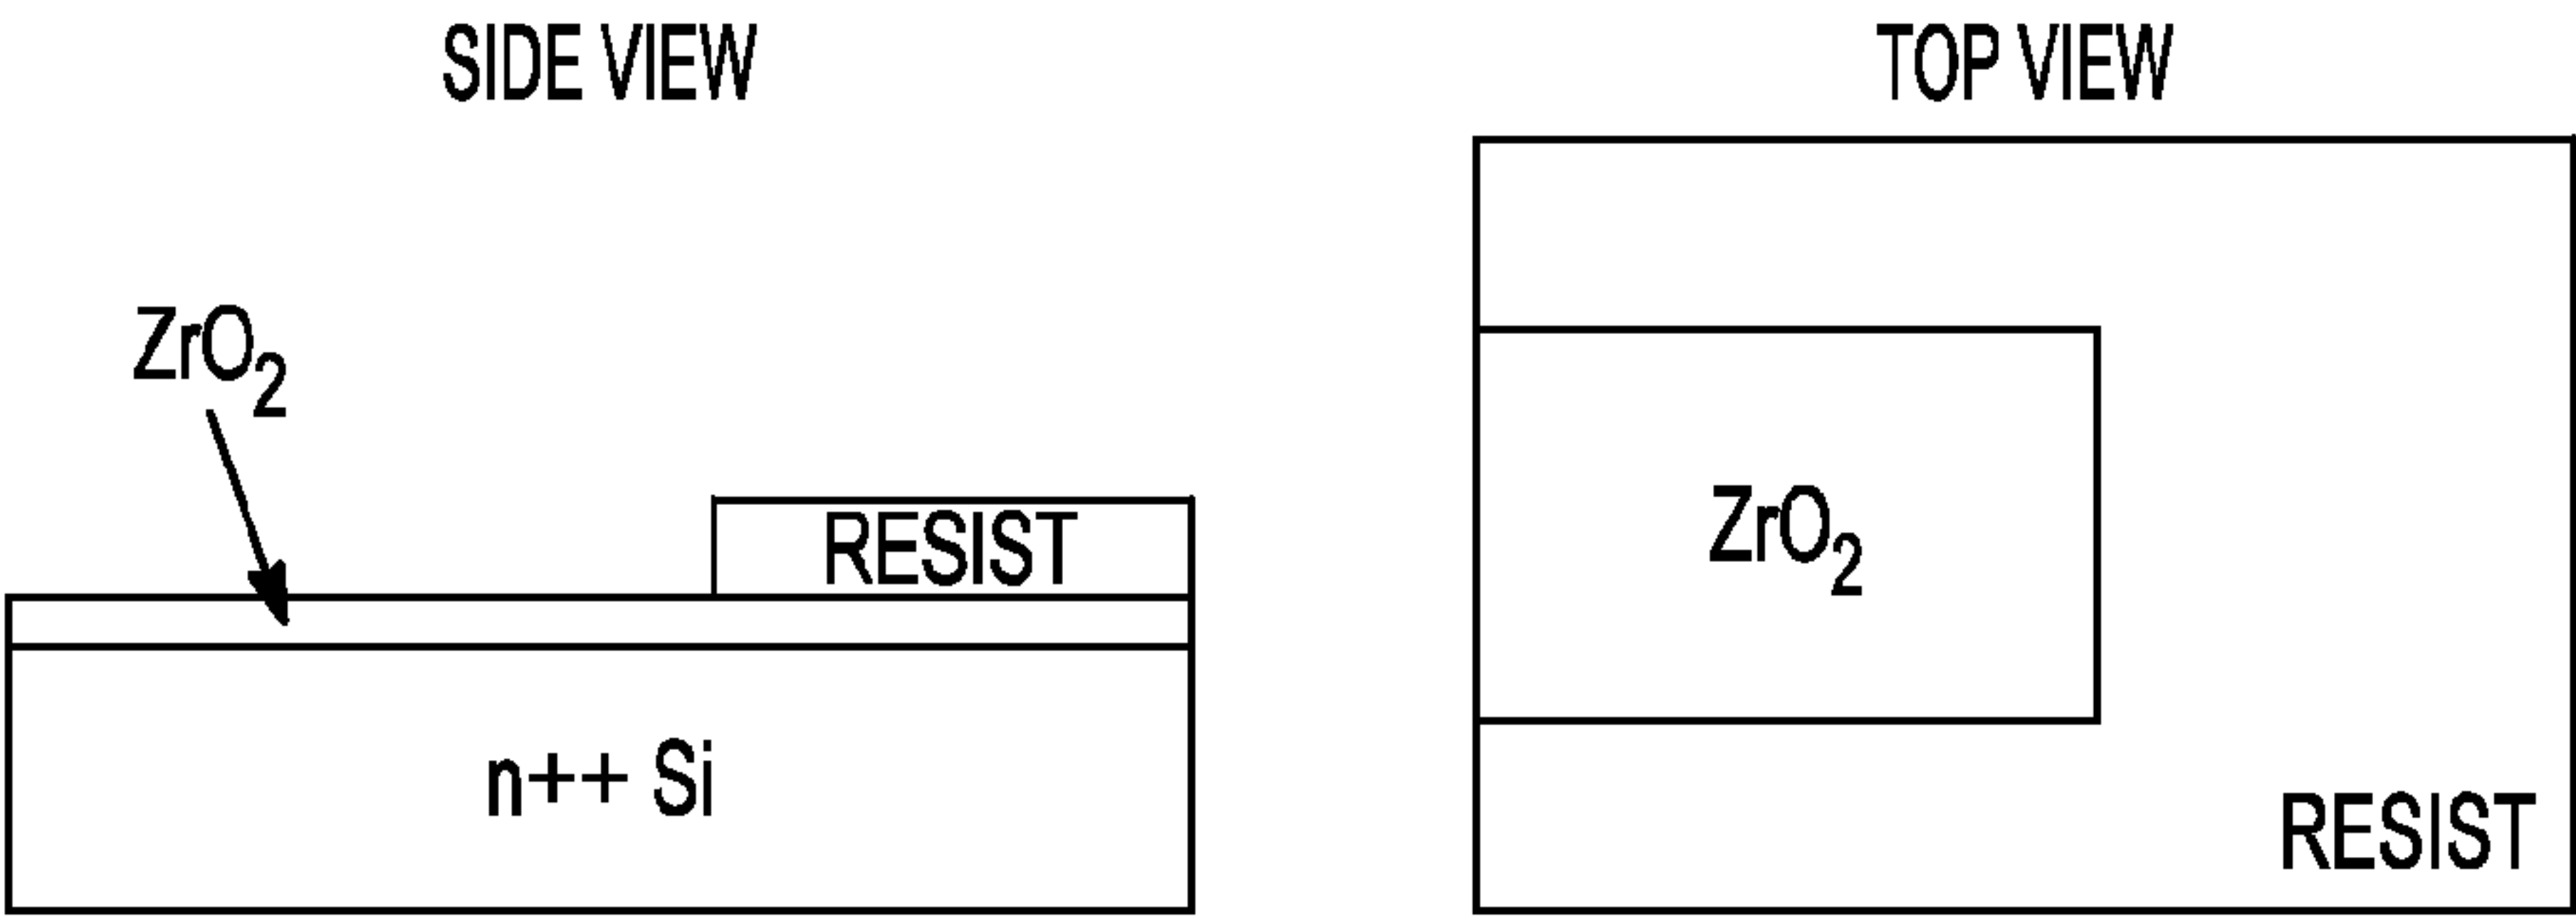 SIDE VIEW
TOP VIEW
ZrO₂
RESIST
n++ Si
ZrO₂
RESIST